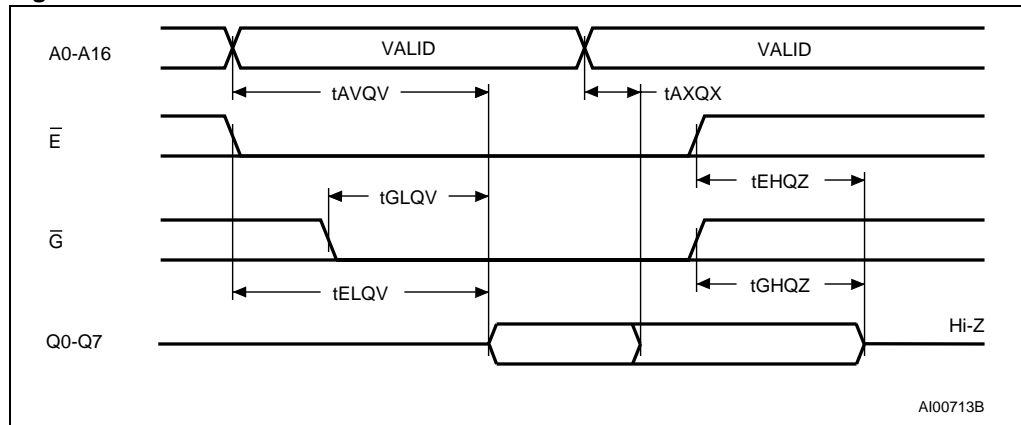 A0-A16
VALID
VALID
tAVQV
tAXQX
E
tEHQZ
tGLQV
G
tGHQZ
tELQV
Hi-Z
Q0-Q7
AI00713B